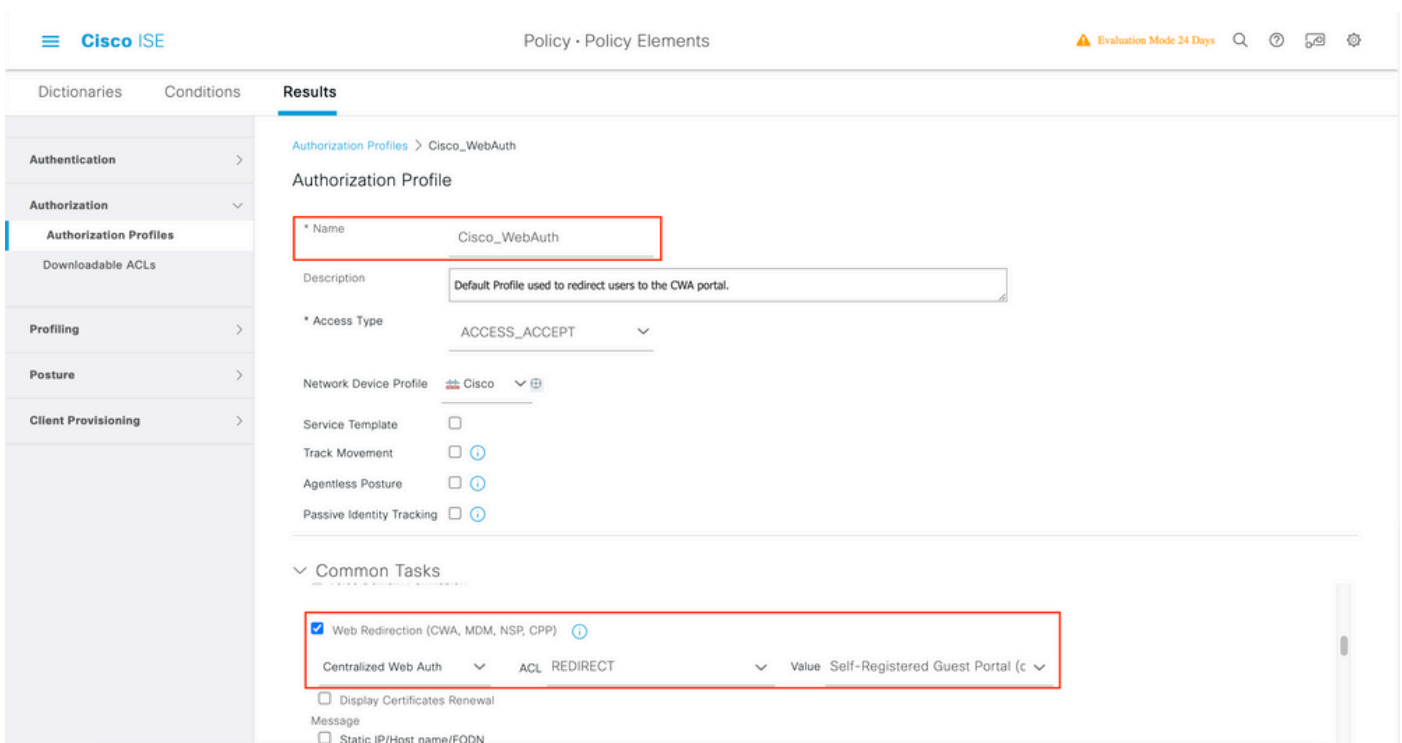 Cisco ISE
Policy · Policy Elements
Evaluation Mode 24 Days
Dictionaries Conditions Results
Authentication
Authorization
Authorization Profiles
Downloadable ACLs
Profiling
Posture
Client Provisioning
Authorization Profiles > Cisco_WebAuth
Authorization Profile
* Name Cisco_WebAuth
Description Default Profile used to redirect users to the CWA portal.
* Access Type ACCESS_ACCEPT
Network Device Profile Cisco
Service Template
Track Movement
Agentless Posture
Passive Identity Tracking
Common Tasks
Web Redirection (CWA, MDM, NSP, CPP)
Centralized Web Auth ACL REDIRECT Value Self-Registered Guest Portal (c
Display Certificates Renewal
Message
Static IP/Host name/FQDN